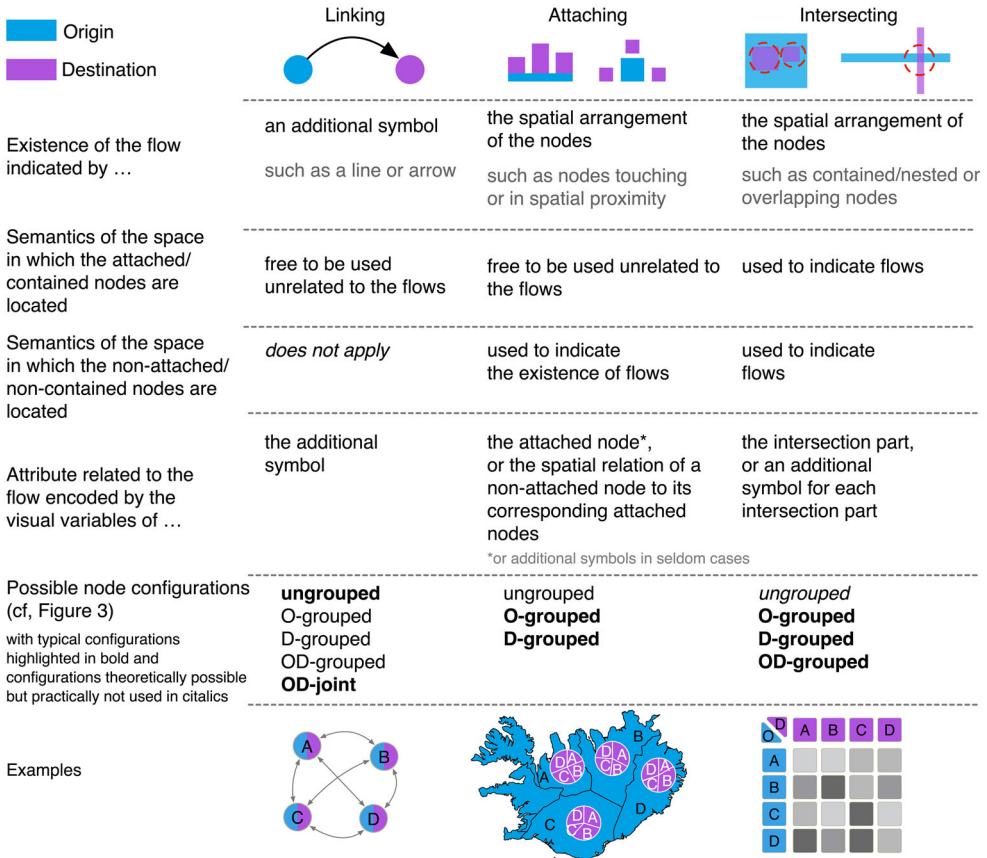 Origin
Destination
Linking
Attaching
Intersecting
Existence of the flow
indicated by …
an additional symbol
such as a line or arrow
the spatial arrangement
of the nodes
such as nodes touching
or in spatial proximity
the spatial arrangement of
the nodes
such as contained/nested or
overlapping nodes
Semantics of the space
in which the attached/
contained nodes are
located
free to be used
unrelated to the flows
free to be used unrelated to
the flows
used to indicate flows
Semantics of the space
in which the non-attached/
non-contained nodes are
located
does not apply
used to indicate
the existence of flows
used to indicate
flows
Attribute related to the
flow encoded by the
visual variables of …
the additional
symbol
the attached node*,
or the spatial relation of a
non-attached node to its
corresponding attached
nodes
*or additional symbols in seldom cases
the intersection part,
or an additional
symbol for each
intersection part
Possible node configurations
(cf, Figure 3)
with typical configurations
highlighted in bold and
configurations theoretically possible
but practically not used in citalics
ungrouped
O-grouped
D-grouped
OD-grouped
OD-joint
ungrouped
O-grouped
D-grouped
ungrouped
O-grouped
D-grouped
OD-grouped
Examples
A
B
C
D
A
B
C
D
D A
C B
D A
C B
D A
C B
D A
C B
O D
A B C D
A
B
C
D